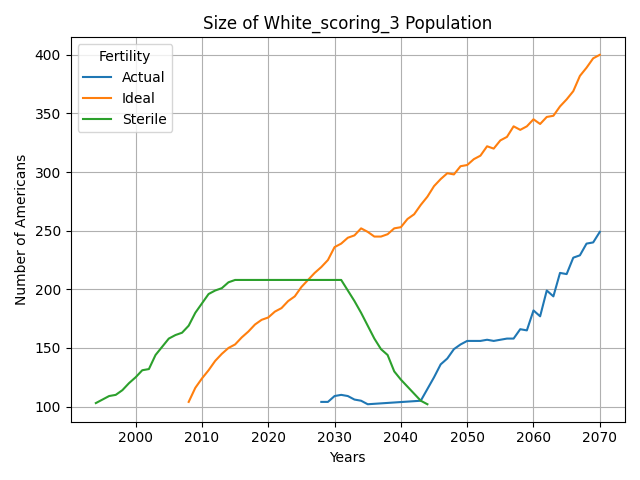 Size of White_scoring_3 Population
Fertility
Actual
Ideal
Sterile
Number of Americans
400
350
300
250
200
150
100
2000 2010 2020 2030 2040 2050 2060 2070
Years